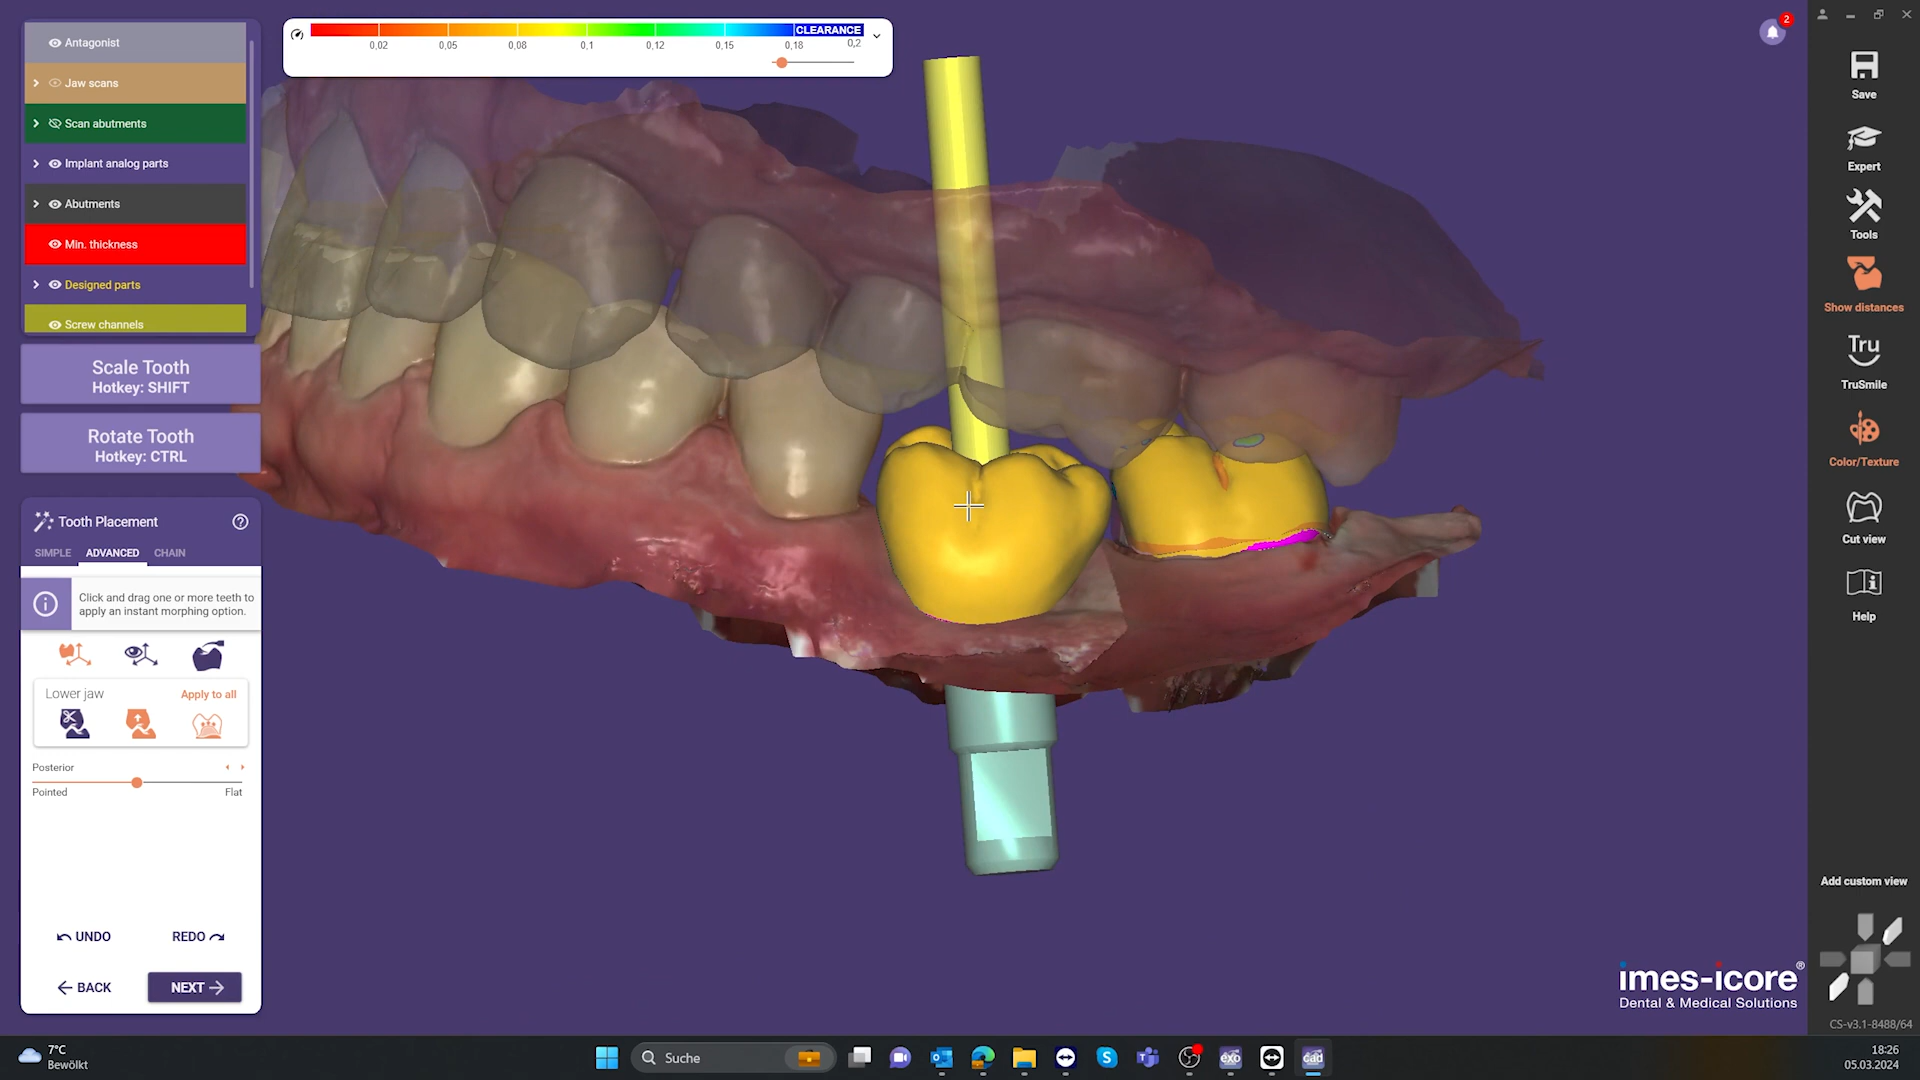 Antagonist
Jaw scans
Scan abutments
Implant analog parts
Abutments
Min. thickness
Designed parts
Screw channels
CLEARANCE
0,02
0,05
0,08
0,1
0,12
0,15
0,18
0,2
2
Scale Tooth
Hotkey: SHIFT
Rotate Tooth
Hotkey: CTRL
Tooth Placement
SIMPLE
ADVANCED
CHAIN
Click and drag one or more teeth to
apply an instant morphing option.
Lower jaw
Apply to all
Posterior
Pointed
Flat
UNDO
REDO
BACK
NEXT
Save
Expert
Tools
Show distances
Tru
TruSmile
Color/Texture
Cut view
Help
Add custom view
imes-icore®
Dental & Medical Solutions
CS-v3.1-8488/64
7°C
Bewölkt
Suche
exo
cad
18:26
05.03.2024